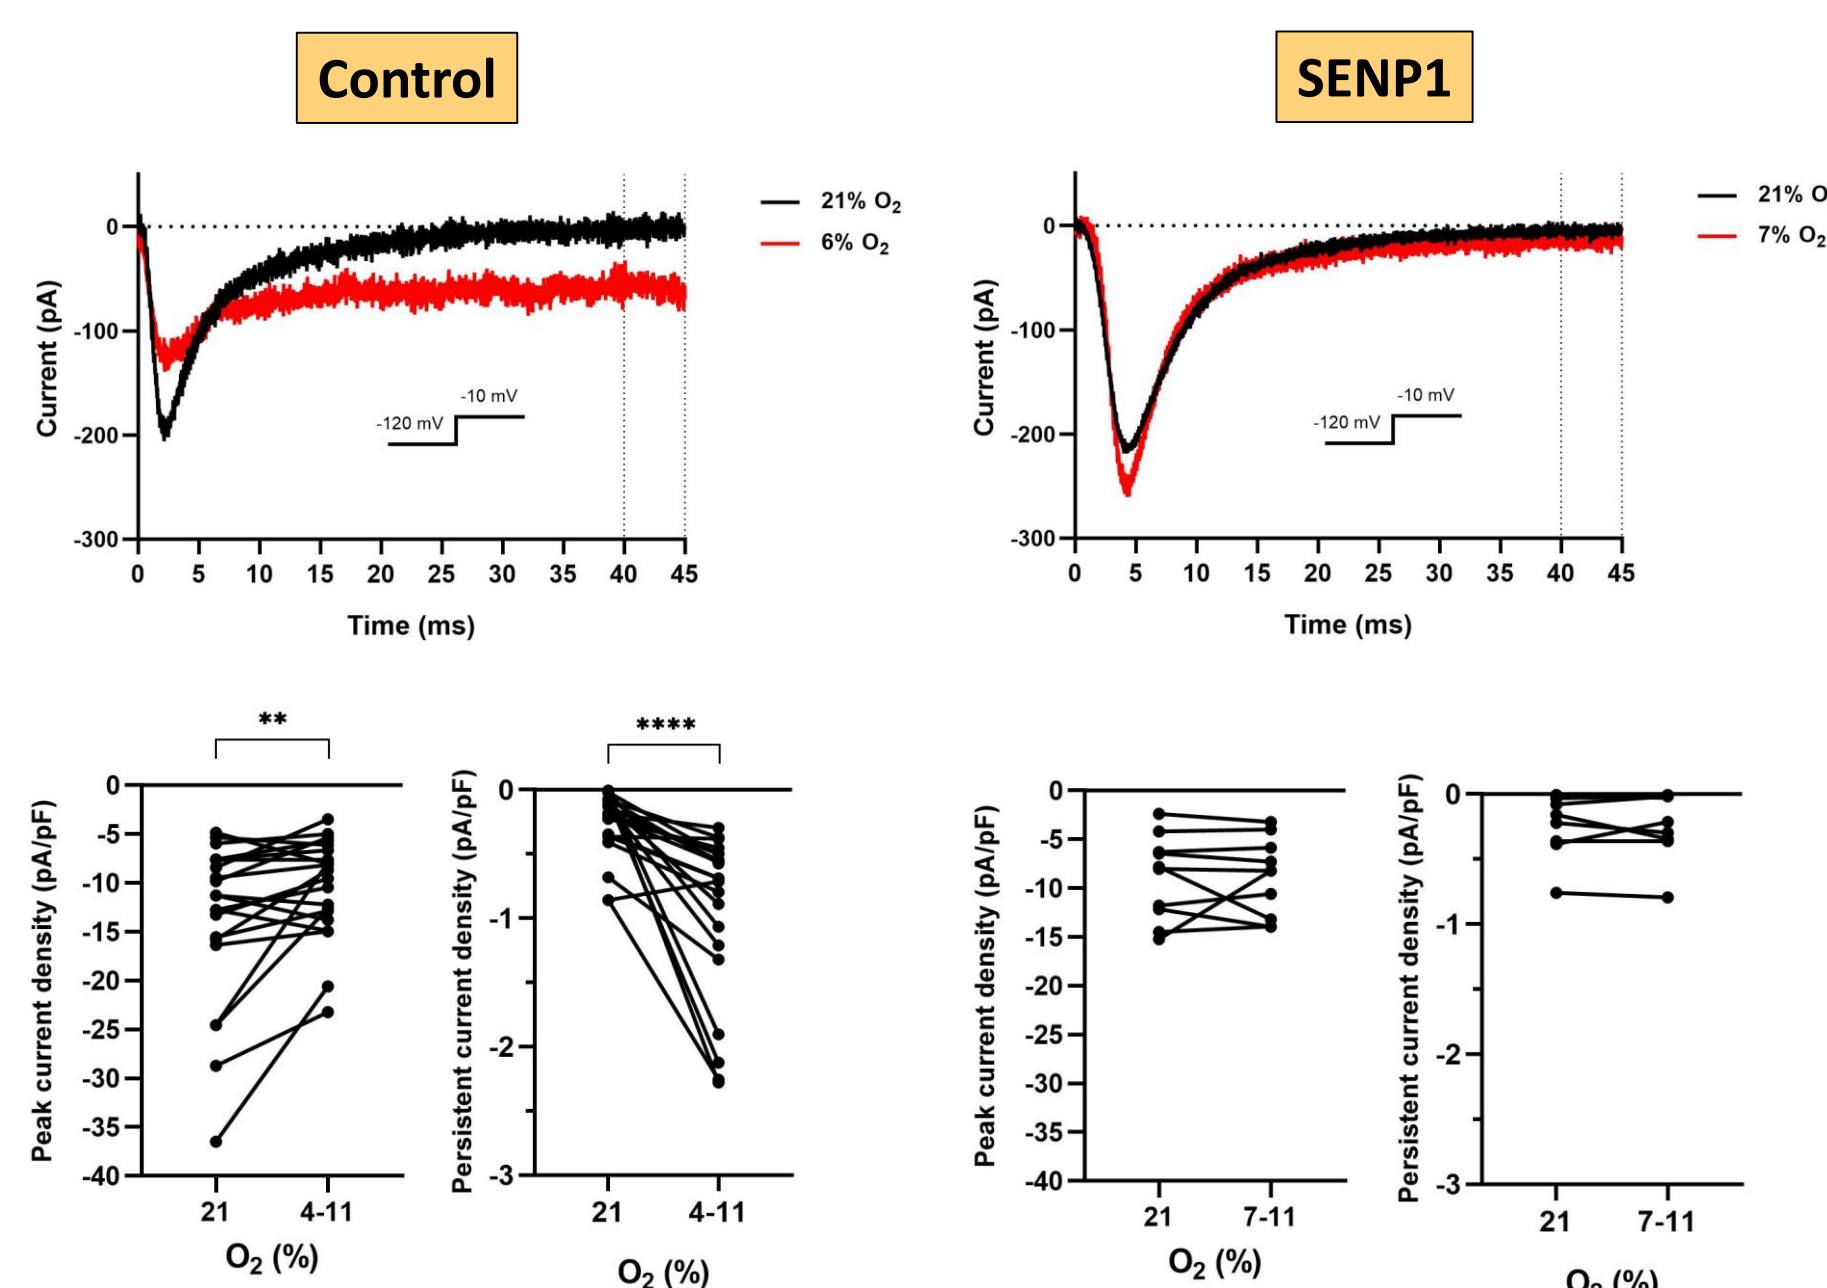 Control
SENP1
21% O₂
6% O₂
Current (pA)
0
-100
-200
-300
-120 mV
-10 mV
0 5 10 15 20 25 30 35 40 45
Time (ms)
21% O
7% O₂
Current (pA)
0
-100
-200
-300
-120 mV
-10 mV
0 5 10 15 20 25 30 35 40 45
Time (ms)
**
Peak current density (pA/pF)
0
-5
-10
-15
-20
-25
-30
-35
-40
21 4-11
O₂ (%)
****
Persistent current density (pA/pF)
0
-1
-2
-3
21 4-11
O₂ (%)
Peak current density (pA/pF)
0
-5
-10
-15
-20
-25
-30
-35
-40
21 7-11
O₂ (%)
Persistent current density (pA/pF)
0
-1
-2
-3
21 7-11
O₂ (%)